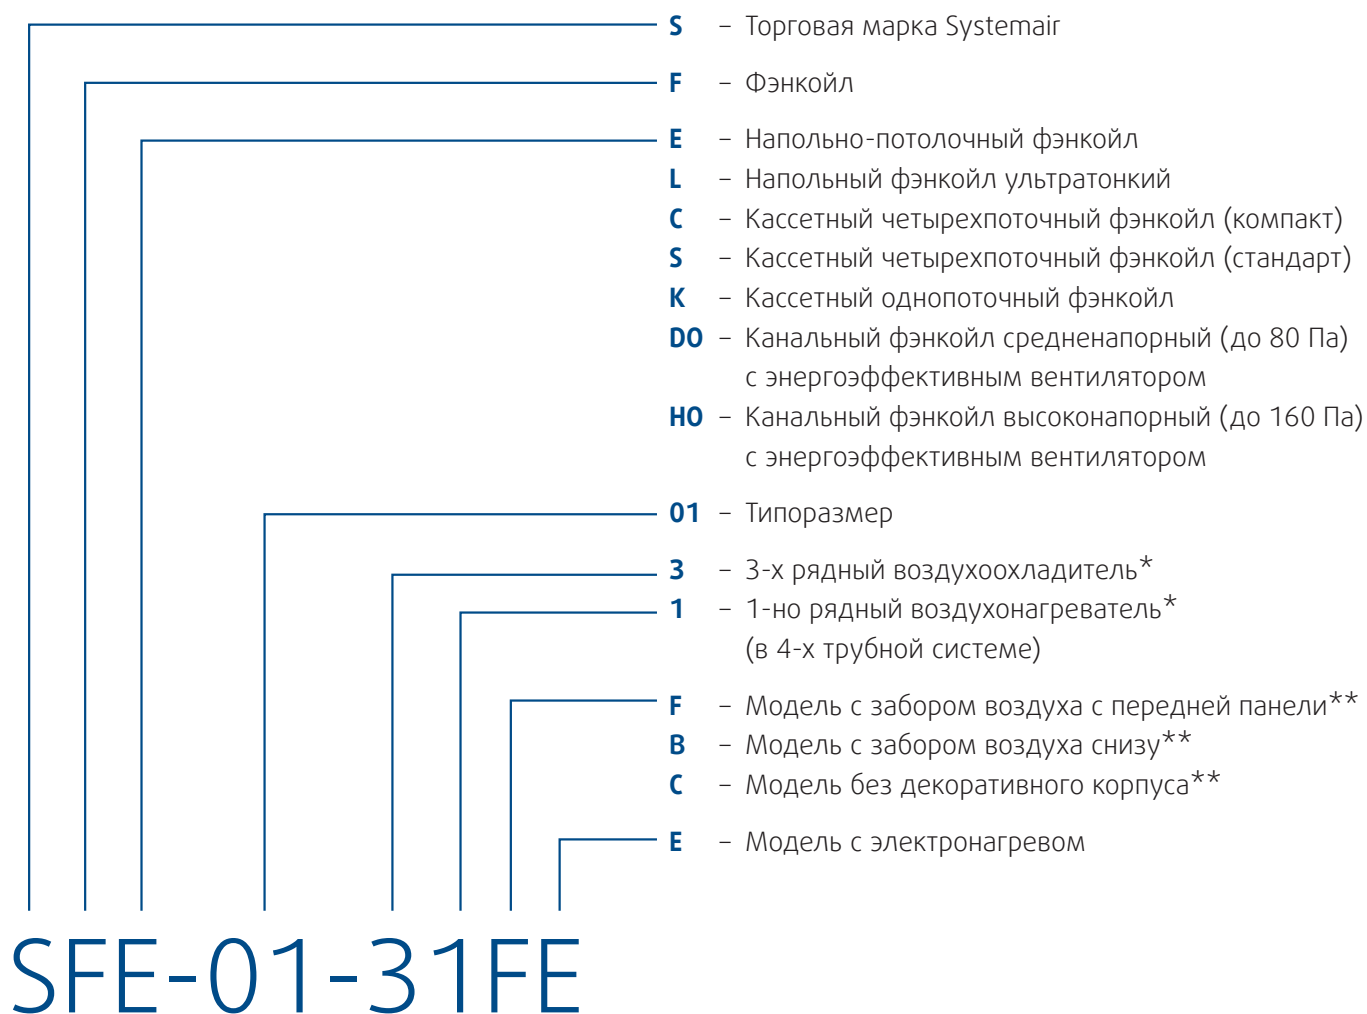 S – Торговая марка Systemair
F – Фэнкойл
E – Напольно-потолочный фэнкойл
L – Напольный фэнкойл ультратонкий
C – Кассетный четырехпоточный фэнкойл (компакт)
S – Кассетный четырехпоточный фэнкойл (стандарт)
K – Кассетный однопоточный фэнкойл
DO – Канальный фэнкойл средненапорный (до 80 Па)
с энергоэффективным вентилятором
HO – Канальный фэнкойл высоконапорный (до 160 Па)
с энергоэффективным вентилятором
01 – Типоразмер
3 – 3-х рядный воздухоохладитель*
1 – 1-но рядный воздухонагреватель*
(в 4-х трубной системе)
F – Модель с забором воздуха с передней панели**
B – Модель с забором воздуха снизу**
C – Модель без декоративного корпуса**
E – Модель с электронагревом
SFE-01-31FE